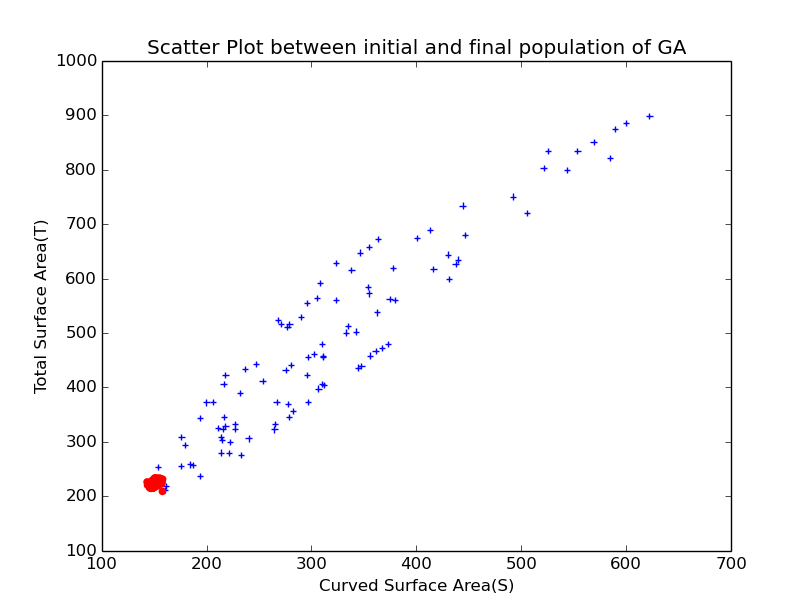 Scatter Plot between initial and final population of GA
1000
900
800
700
600
500
400
300
200
100
Total Surface Area(T)
100 200 300 400 500 600 700
Curved Surface Area(S)